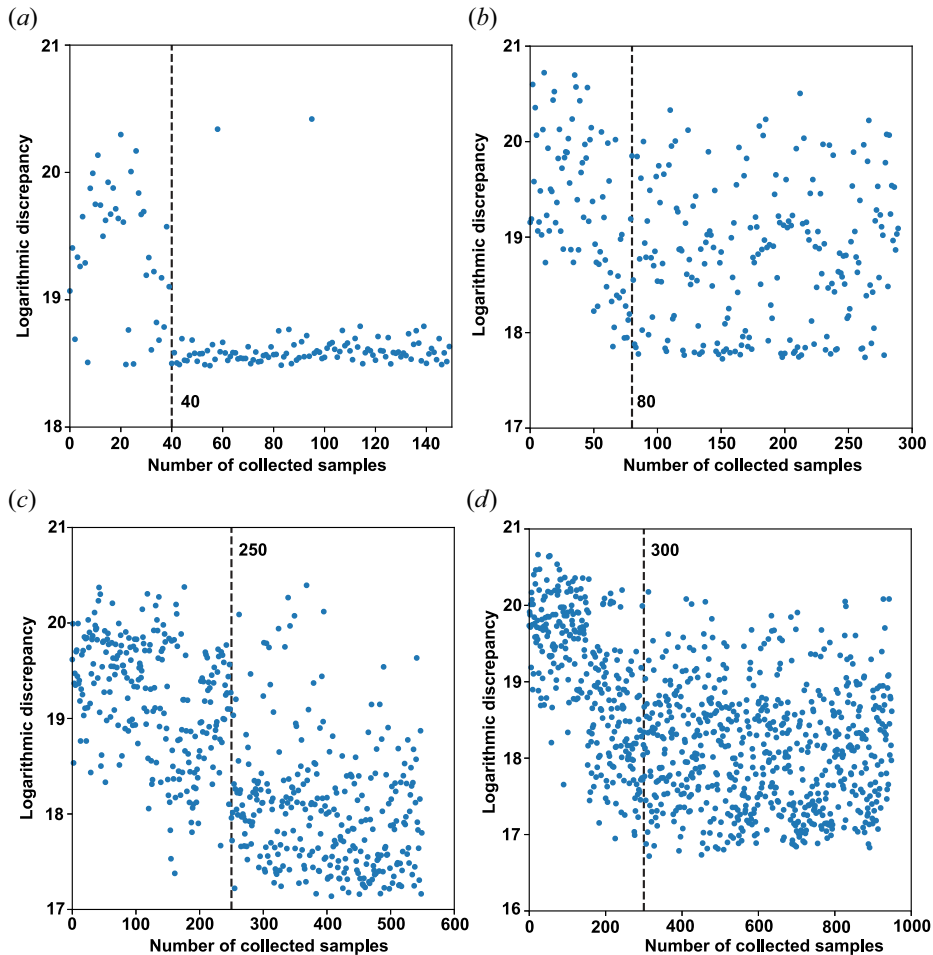 (a)
21
20
19
18
Logarithmic discrepancy
40
0 20 40 60 80 100 120 140
Number of collected samples
(b)
21
20
19
18
17
Logarithmic discrepancy
80
0 50 100 150 200 250 300
Number of collected samples
(c)
21
20
19
18
17
Logarithmic discrepancy
250
0 100 200 300 400 500 600
Number of collected samples
(d)
21
20
19
18
17
16
Logarithmic discrepancy
300
0 200 400 600 800 1000
Number of collected samples